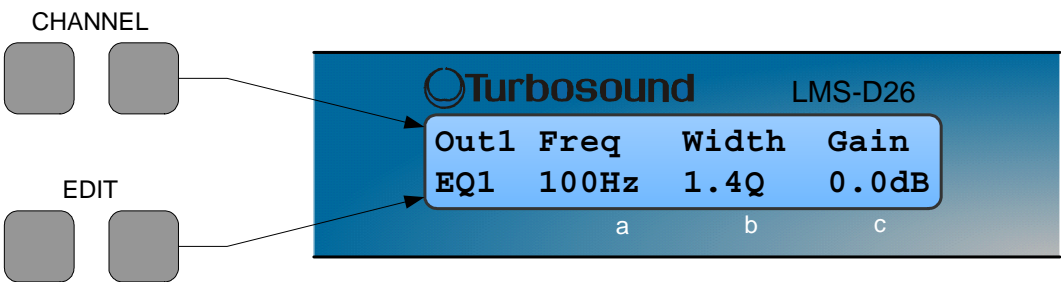 CHANNEL
Turbosound LMS-D26
Out1 Freq Width Gain
EQ1 100Hz 1.4Q 0.0dB
EDIT
a b c